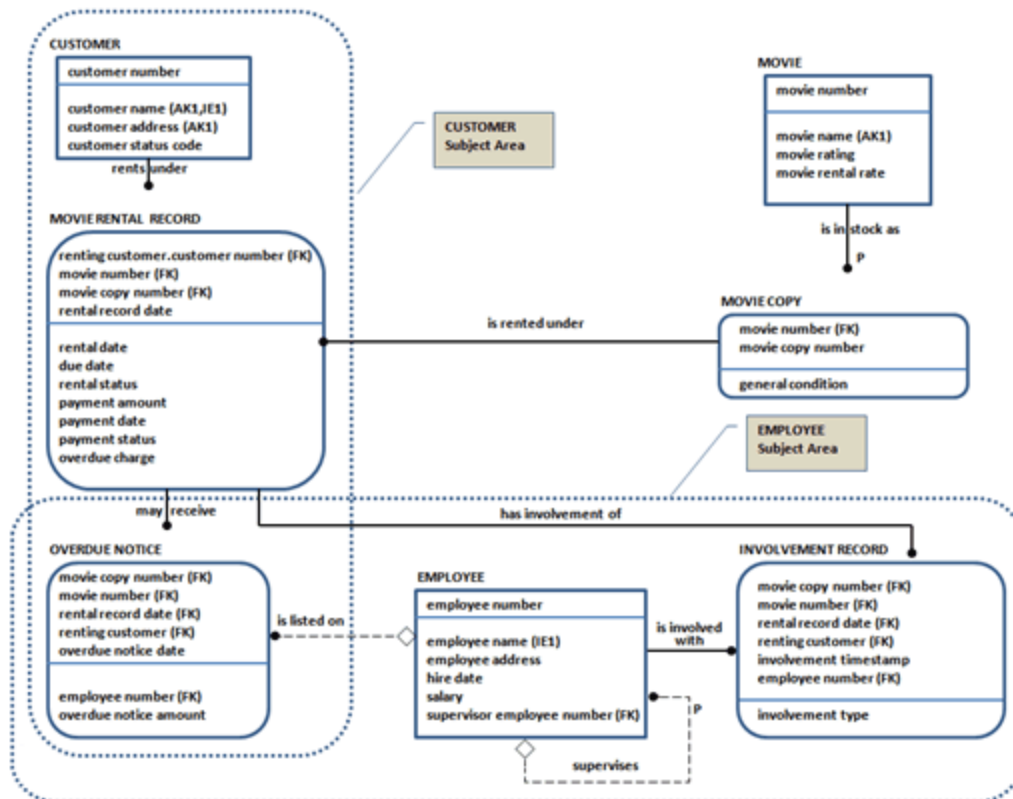 CUSTOMER
customer number
customer name (AK1,IE1)
customer address (AK1)
customer status code
rents under
CUSTOMER
Subject Area
MOVIE
movie number
movie name (AK1)
movie rating
movie rental rate
is in stock as
P
MOVIE RENTAL RECORD
renting customer.customer number (FK)
movie number (FK)
movie copy number (FK)
rental record date
rental date
due date
rental status
payment amount
payment date
payment status
overdue charge
is rented under
MOVIE COPY
movie number (FK)
movie copy number
general condition
EMPLOYEE
Subject Area
may receive
has involvement of
OVERDUE NOTICE
movie copy number (FK)
movie number (FK)
rental record date (FK)
renting customer (FK)
overdue notice date
employee number (FK)
overdue notice amount
is listed on
EMPLOYEE
employee number
employee name (IE1)
employee address
hire date
salary
supervisor employee number (FK)
is involved
with
P
supervises
INVOLVEMENT RECORD
movie copy number (FK)
movie number (FK)
rental record date (FK)
renting customer (FK)
involvement timestamp
employee number (FK)
involvement type